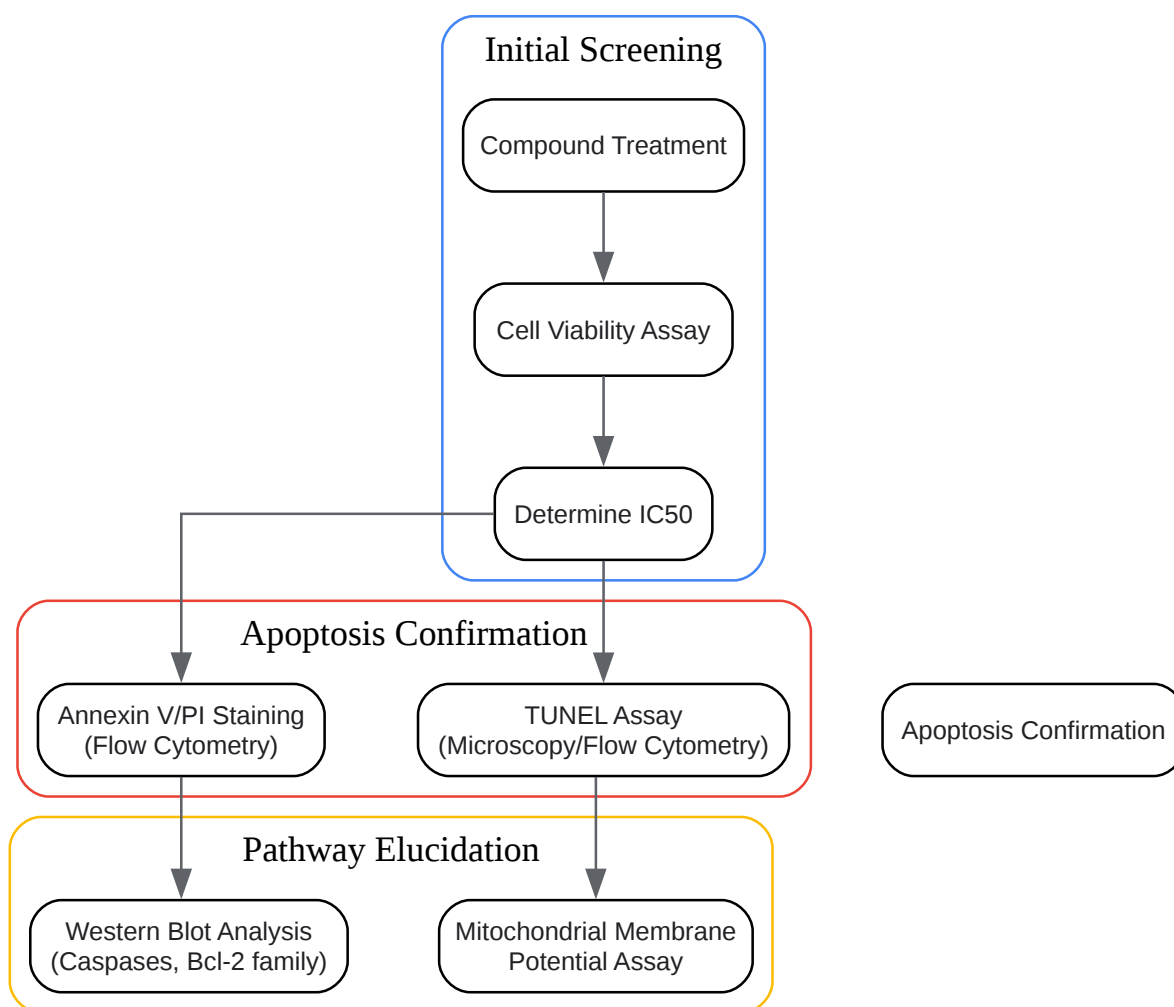 Initial Screening
Compound Treatment
Cell Viability Assay
Determine IC50
Apoptosis Confirmation
Annexin V/PI Staining
(Flow Cytometry)
TUNEL Assay
(Microscopy/Flow Cytometry)
Apoptosis Confirmation
Pathway Elucidation
Western Blot Analysis
(Caspases, Bcl-2 family)
Mitochondrial Membrane
Potential Assay